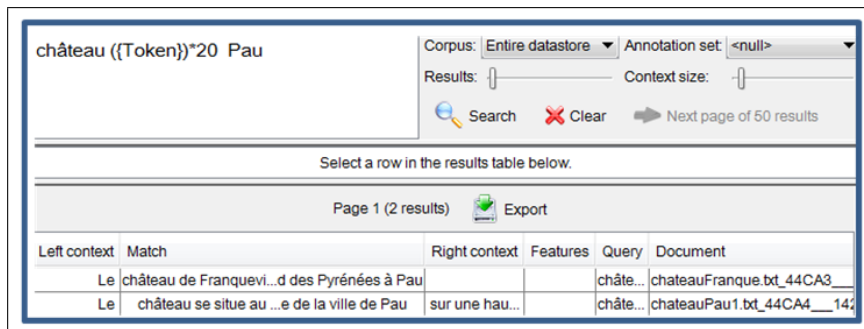 château ({Token})*20 Pau
Corpus: Entire datastore Annotation set: <null>
Results: Context size:
Search Clear Next page of 50 results
Select a row in the results table below.
Page 1 (2 results) Export
Left context Match Right context Features Query Document
Le château de Franquevi...d des Pyrénées à Pau châte... chateauFranque.txt_44CA3___
Le château se situe au ...e de la ville de Pau sur une hau... châte... chateauPau1.txt_44CA4___142